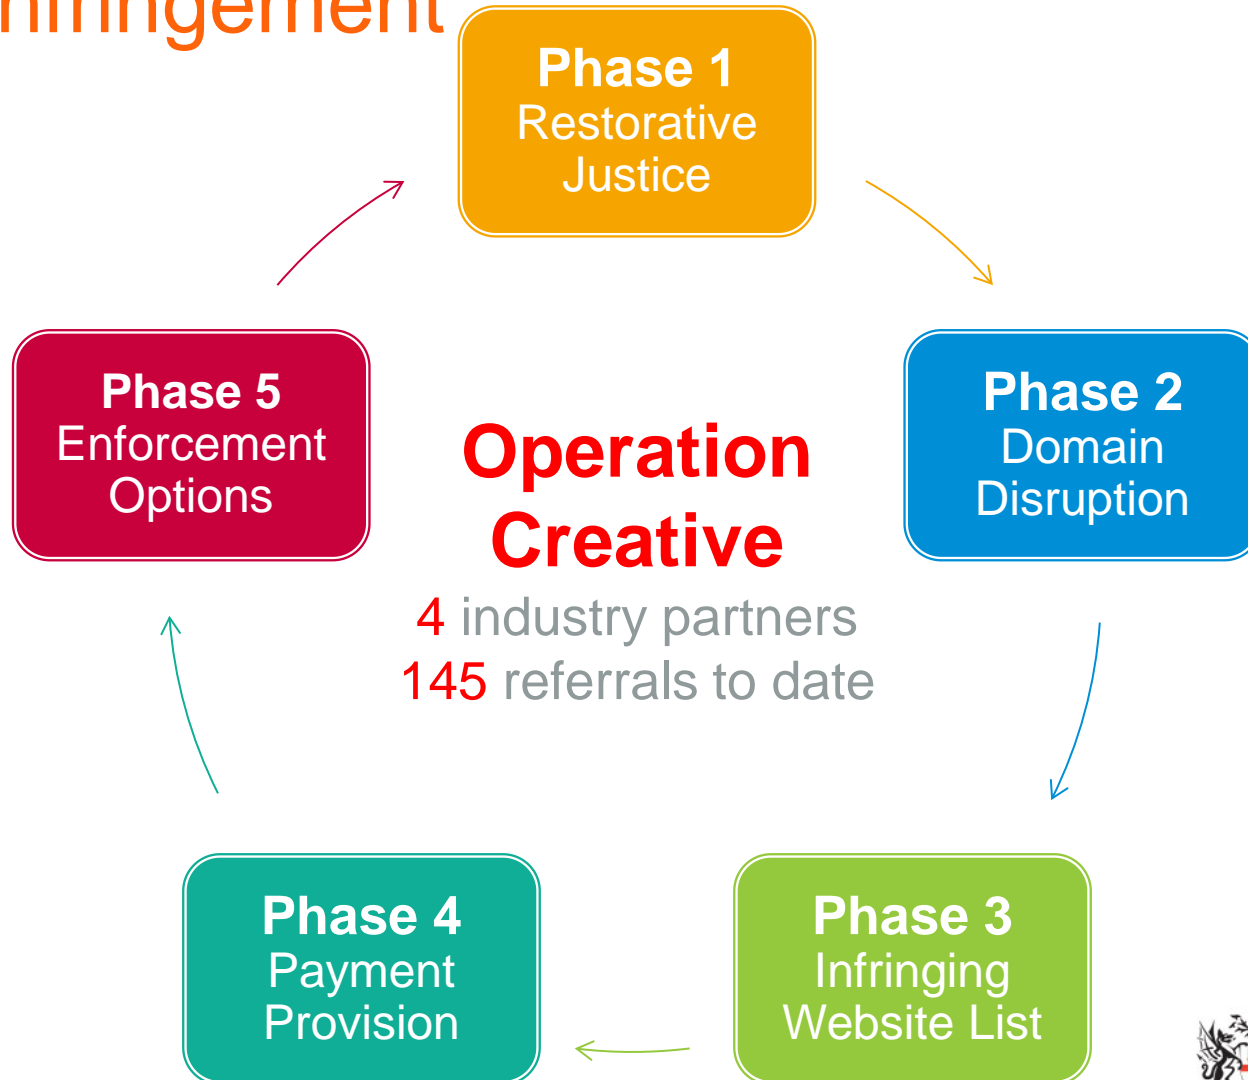 nfringement
Phase 1
Restorative
Justice
Phase 2
Domain
Disruption
Phase 3
Infringing
Website List
Phase 4
Payment
Provision
Phase 5
Enforcement
Options
Operation
Creative
4 industry partners
145 referrals to date